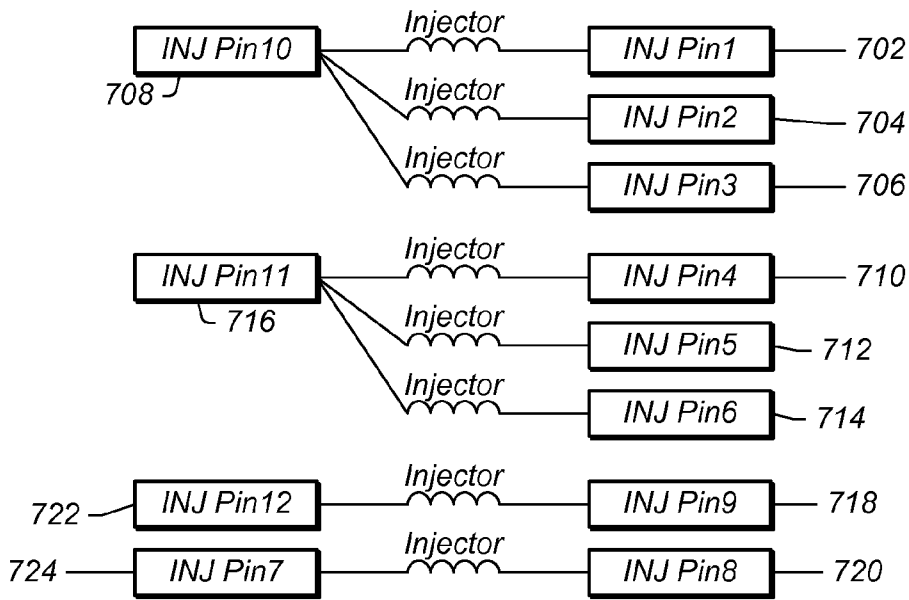 Injector
INJ Pin10 INJ Pin1 702
708
Injector
INJ Pin2 704
Injector
INJ Pin3 706
Injector
INJ Pin11 INJ Pin4 710
716
Injector
INJ Pin5 712
Injector
INJ Pin6 714
Injector
722 INJ Pin12 INJ Pin9 718
Injector
724 INJ Pin7 INJ Pin8 720